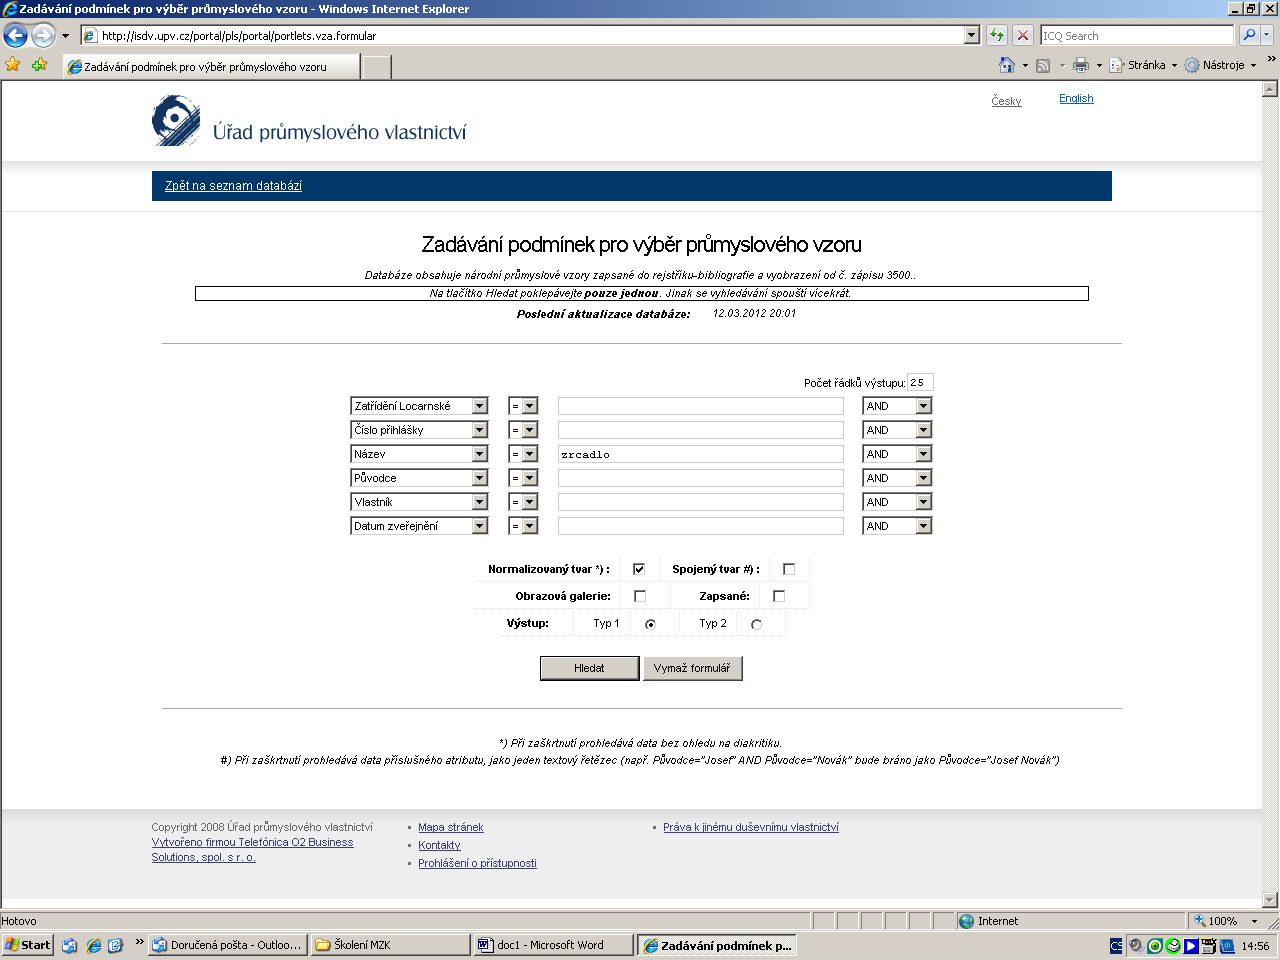 Zadávání podmínek pro výběr průmyslového vzoru - Windows Internet Explorer
http://isdv.upv.cz/portal/pls/portal/portlets.vza.formular
ICQ Search
Zadávání podmínek pro výběr průmyslového vzoru
Stránka
Nástroje
»
Úřad průmyslového vlastnictví
Česky
English
Zpět na seznam databází
Zadávání podmínek pro výběr průmyslového vzoru
Databáze obsahuje národní průmyslové vzory zapsané do rejstříku-bibliografie a vyobrazení od č. zápisu 3500..
Na tlačítko Hledat poklepávejte pouze jednou. Jinak se vyhledávání spouští vícekrát.
Poslední aktualizace databáze: 12.03.2012 20:01
Počet řádků výstupu: 25
Zatřídění Locarnské = AND
Číslo přihlášky = AND
Název = zrcadlo AND
Původce = AND
Vlastník = AND
Datum zveřejnění = AND
Normalizovaný tvar *) : Spojený tvar #) :
Obrazová galerie: Zapsané:
Výstup: Typ 1 Typ 2
Hledat Vymaž formulář
*) Při zaškrtnutí prohledává data bez ohledu na diakritiku.
#) Při zaškrtnutí prohledává data příslušného atributu, jako jeden textový řetězec (např. Původce="Josef" AND Původce="Novák" bude bráno jako Původce="Josef Novák")
Copyright 2008 Úřad průmyslového vlastnictví
Vytvořeno firmou Telefónica O2 Business
Solutions, spol. s r. o.
Mapa stránek
Kontakty
Prohlášení o přístupnosti
Práva k jinému duševnímu vlastnictví
Hotovo
Internet
100%
Start
»
Doručená pošta - Outloo...
Školení MZK
doc1 - Microsoft Word
Zadávání podmínek p...
CS
14:56